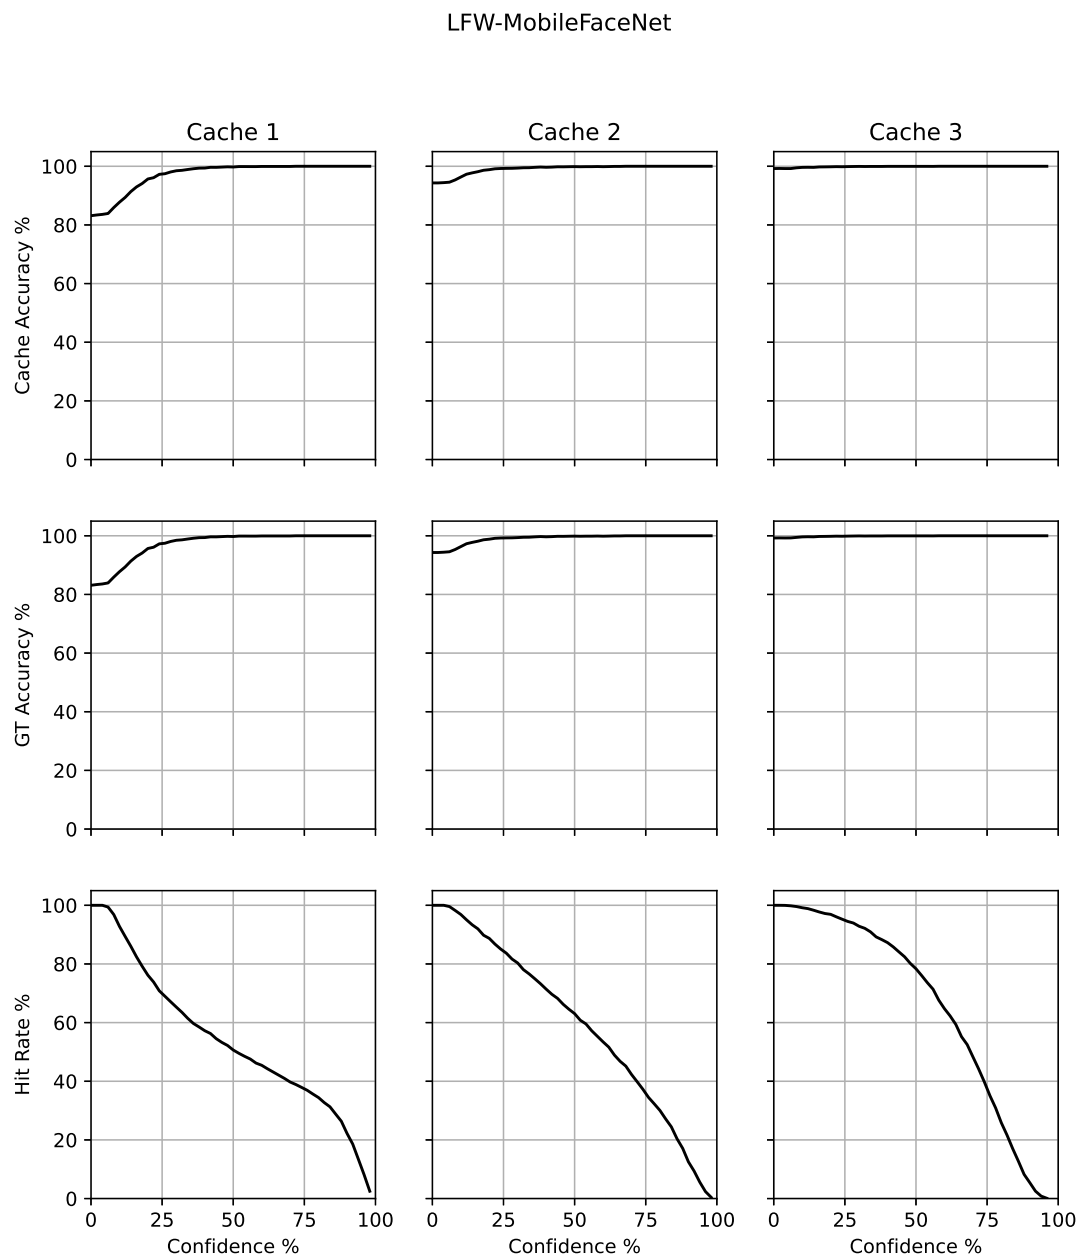 LFW-MobileFaceNet
Cache 1
Cache 2
Cache 3
Cache Accuracy %
100
80
60
40
20
0
GT Accuracy %
100
80
60
40
20
0
Hit Rate %
100
80
60
40
20
0
0 25 50 75 100
0 25 50 75 100
0 25 50 75 100
Confidence %
Confidence %
Confidence %